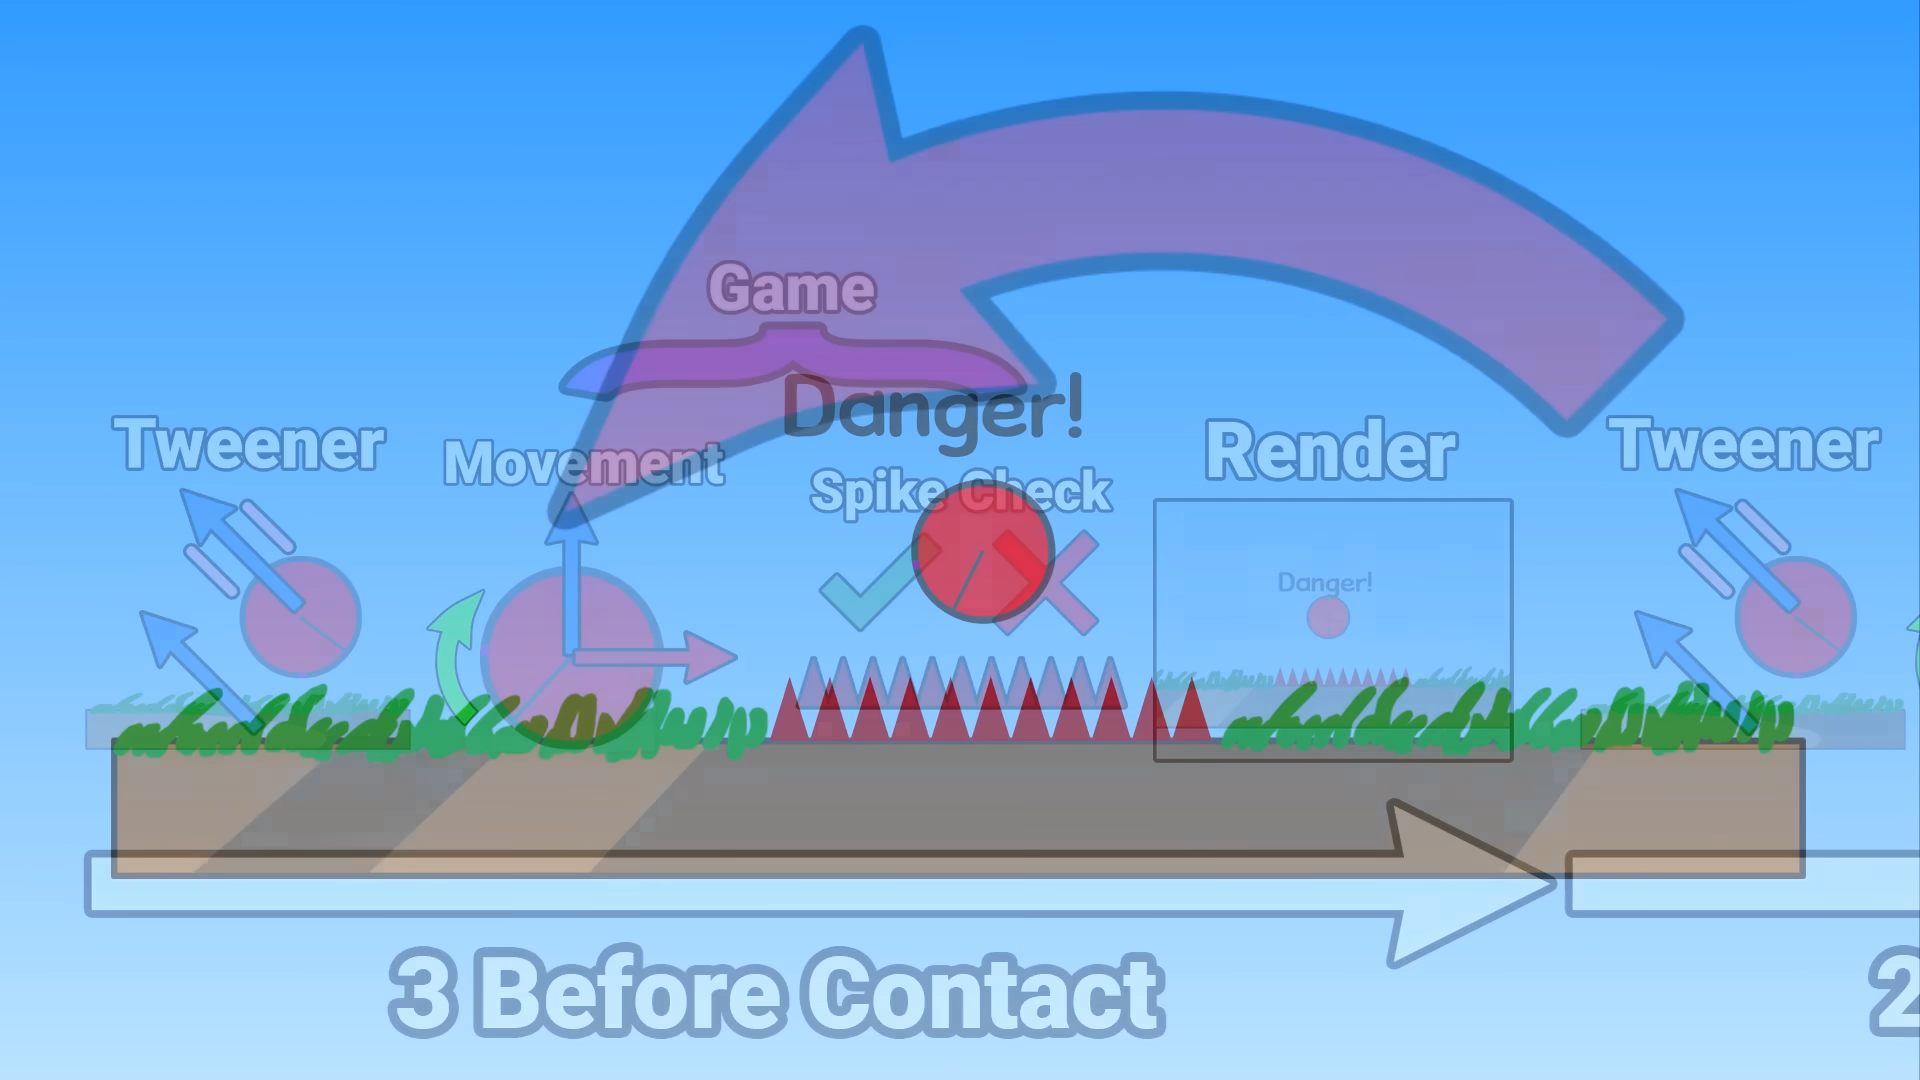 Game
Danger!
Tweener
Movement
Spike Check
Render
Tweener
Danger!
3 Before Contact
2